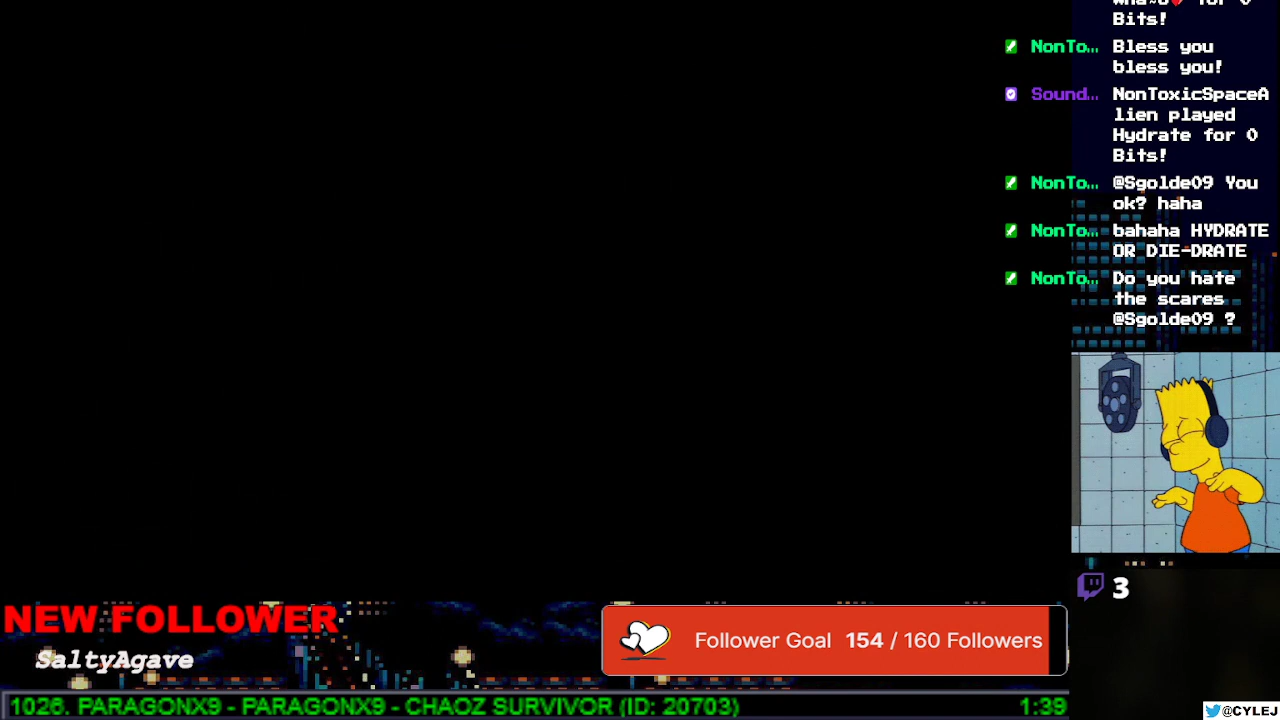 for 0
Bits!
NonTo... Bless you
bless you!
Sound... NonToxicSpaceA
lien played
Hydrate for 0
Bits!
NonTo... @Sgolde09 You
ok? haha
NonTo... bahaha HYDRATE
OR DIE-DRATE
NonTo... Do you hate
the scares
@Sgolde09 ?
3
NEW FOLLOWER
SaltyAgave
Follower Goal 154 / 160 Followers
1026. PARAGONX9 - PARAGONX9 - CHAOZ SURVIVOR (ID: 20703) 1:39
@CYLEJ